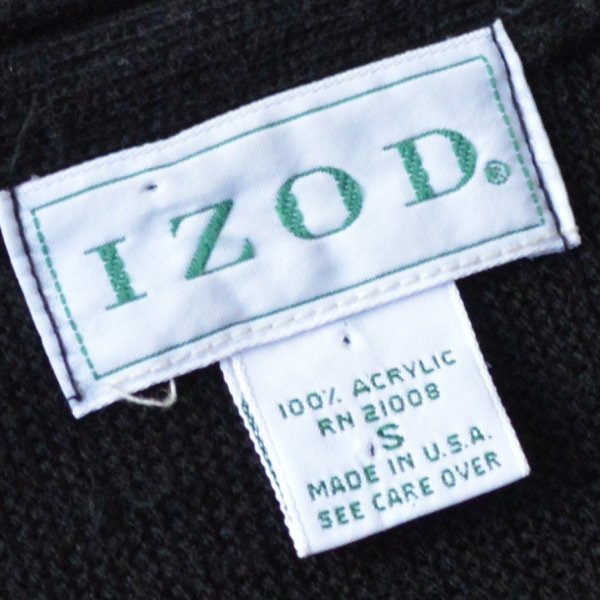 IZOD®
100% ACRYLIC
RN 21008
S
MADE IN U.S.A.
SEE CARE OVER